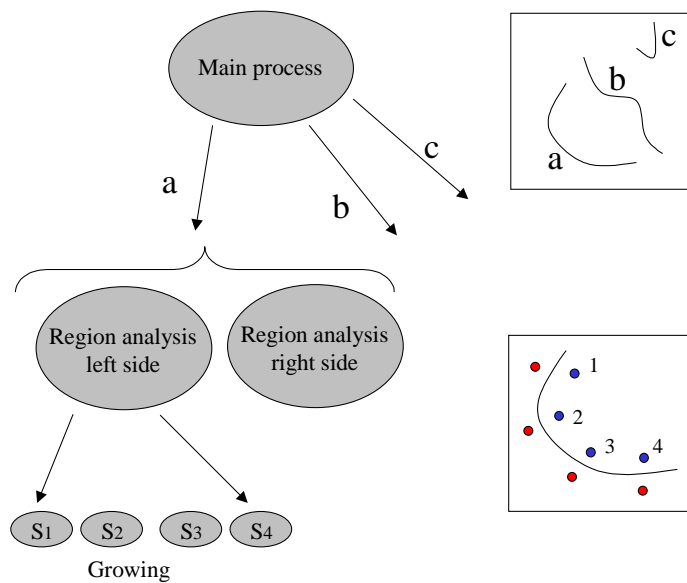 Main process
a
b
c
a
b
c
Region analysis
left side
Region analysis
right side
1
2
3
4
S1
S2
S3
S4
Growing